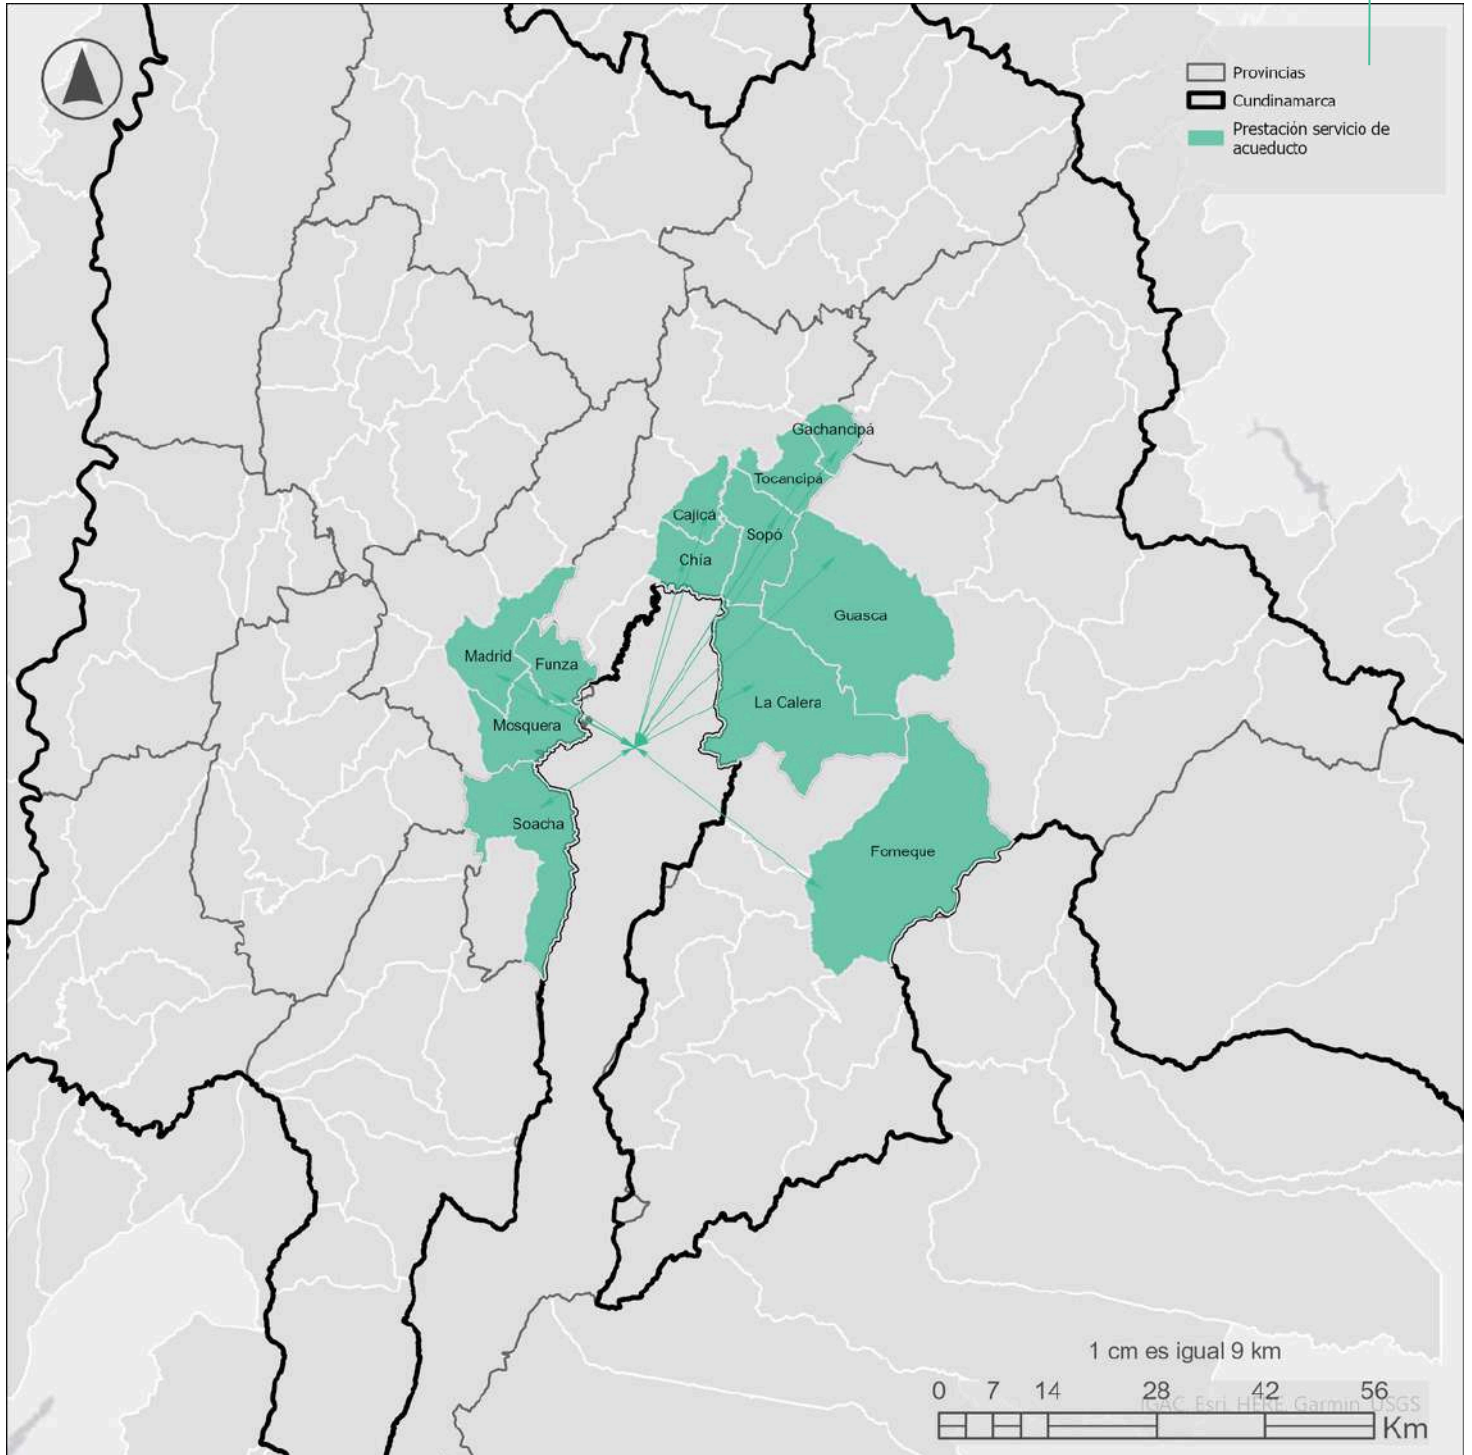 Provincias
Cundinamarca
Prestación servicio de
acueducto
Gachancipá
Tocancipá
Cajicá
Sopó
Chía
Guasca
Madrid
Funza
La Calera
Mosquera
Soacha
Fomeque
1 cm es igual 9 km
0 7 14 28 42 56
IGAC, Esri, HERE, Garmin, USGS
Km